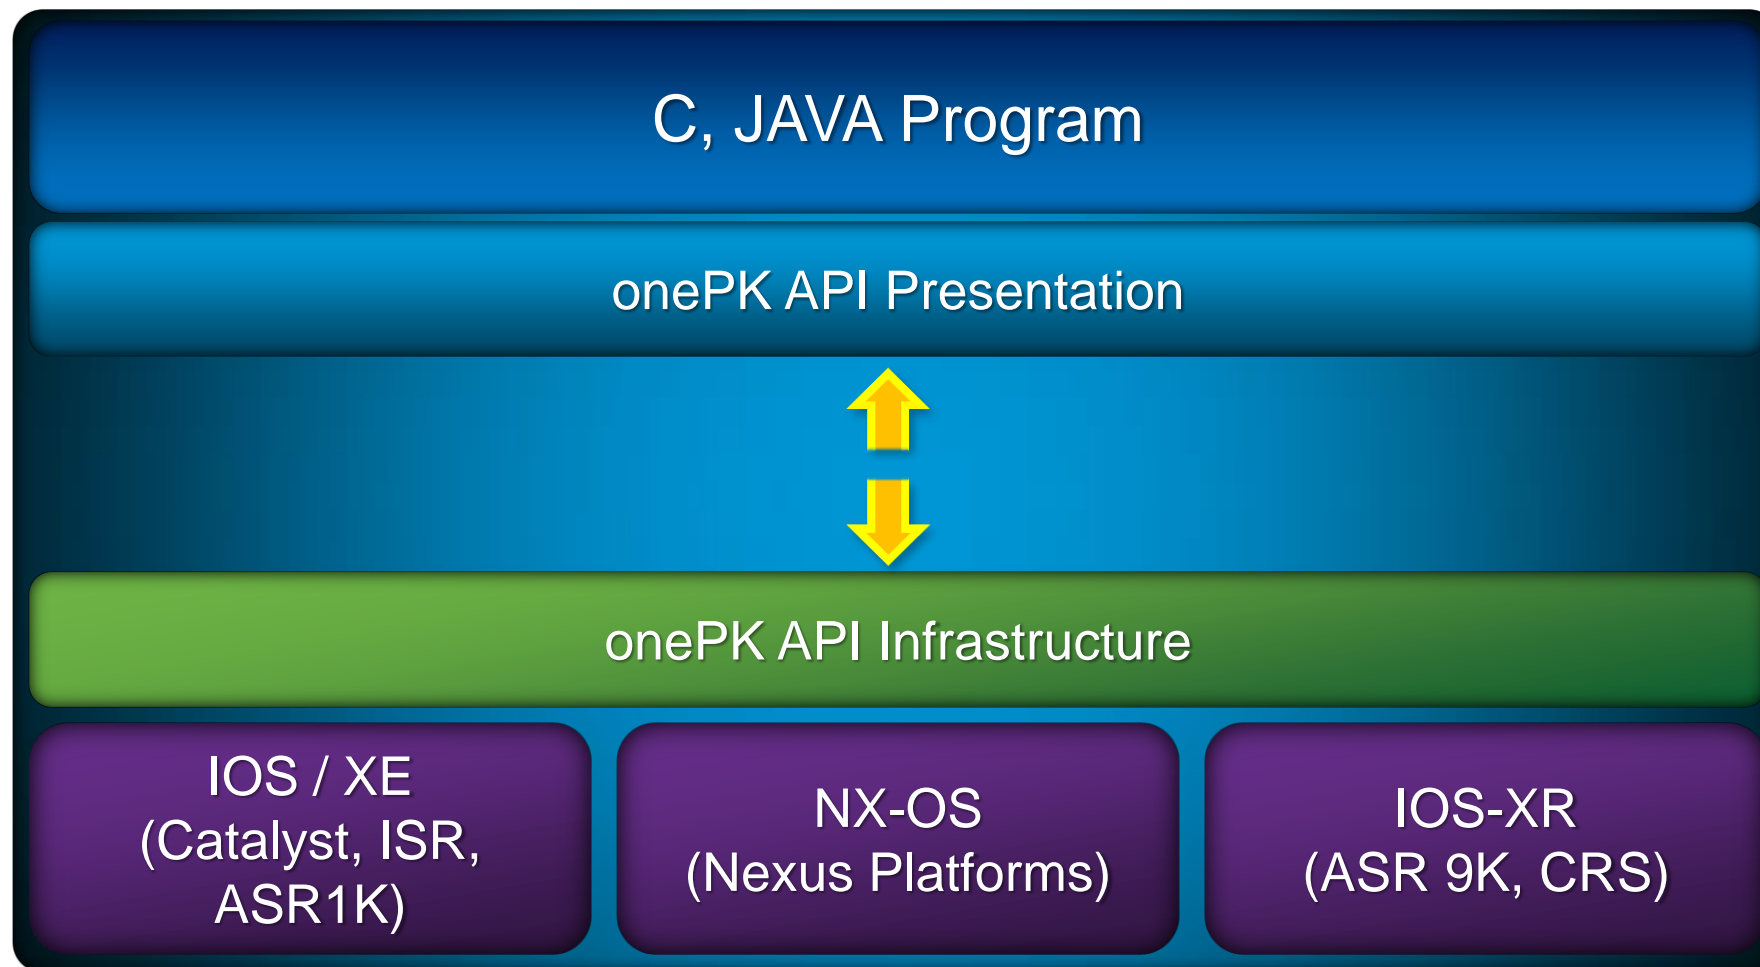 C, JAVA Program
onePK API Presentation
onePK API Infrastructure
IOS / XE
(Catalyst, ISR,
ASR1K)
NX-OS
(Nexus Platforms)
IOS-XR
(ASR 9K, CRS)